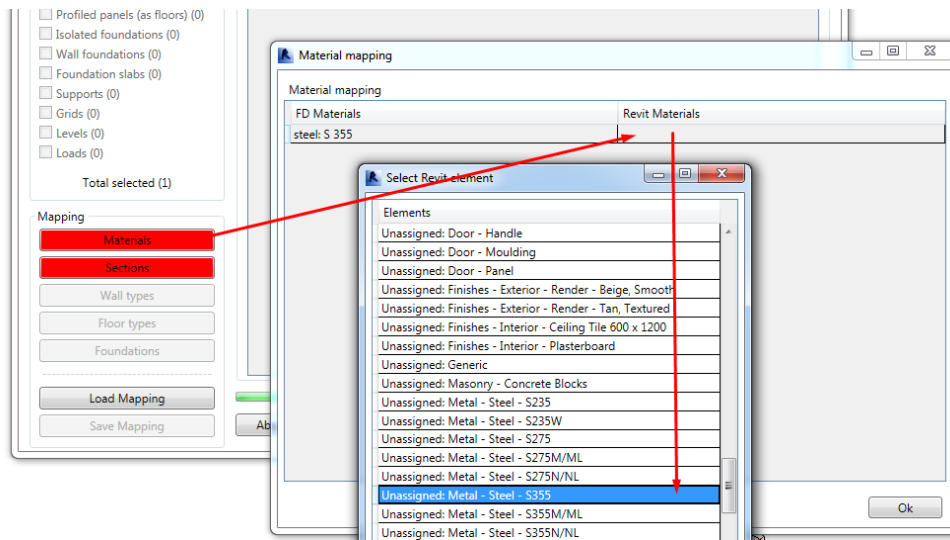 Profiled panels (as floors) (0)
Isolated foundations (0)
Wall foundations (0)
Foundation slabs (0)
Supports (0)
Grids (0)
Levels (0)
Loads (0)
Total selected (1)
Mapping
Materials
Sections
Wall types
Floor types
Foundations
Load Mapping
Save Mapping
Ab
Material mapping
Material mapping
FD Materials Revit Materials
steel: S 355
Select Revit element
Elements
Unassigned: Door - Handle
Unassigned: Door - Moulding
Unassigned: Door - Panel
Unassigned: Finishes - Exterior - Render - Beige, Smooth
Unassigned: Finishes - Exterior - Render - Tan, Textured
Unassigned: Finishes - Interior - Ceiling Tile 600 x 1200
Unassigned: Finishes - Interior - Plasterboard
Unassigned: Generic
Unassigned: Masonry - Concrete Blocks
Unassigned: Metal - Steel - S235
Unassigned: Metal - Steel - S235W
Unassigned: Metal - Steel - S275
Unassigned: Metal - Steel - S275M/ML
Unassigned: Metal - Steel - S275N/NL
Unassigned: Metal - Steel - S355
Unassigned: Metal - Steel - S355M/ML
Unassigned: Metal - Steel - S355N/NL
Ok